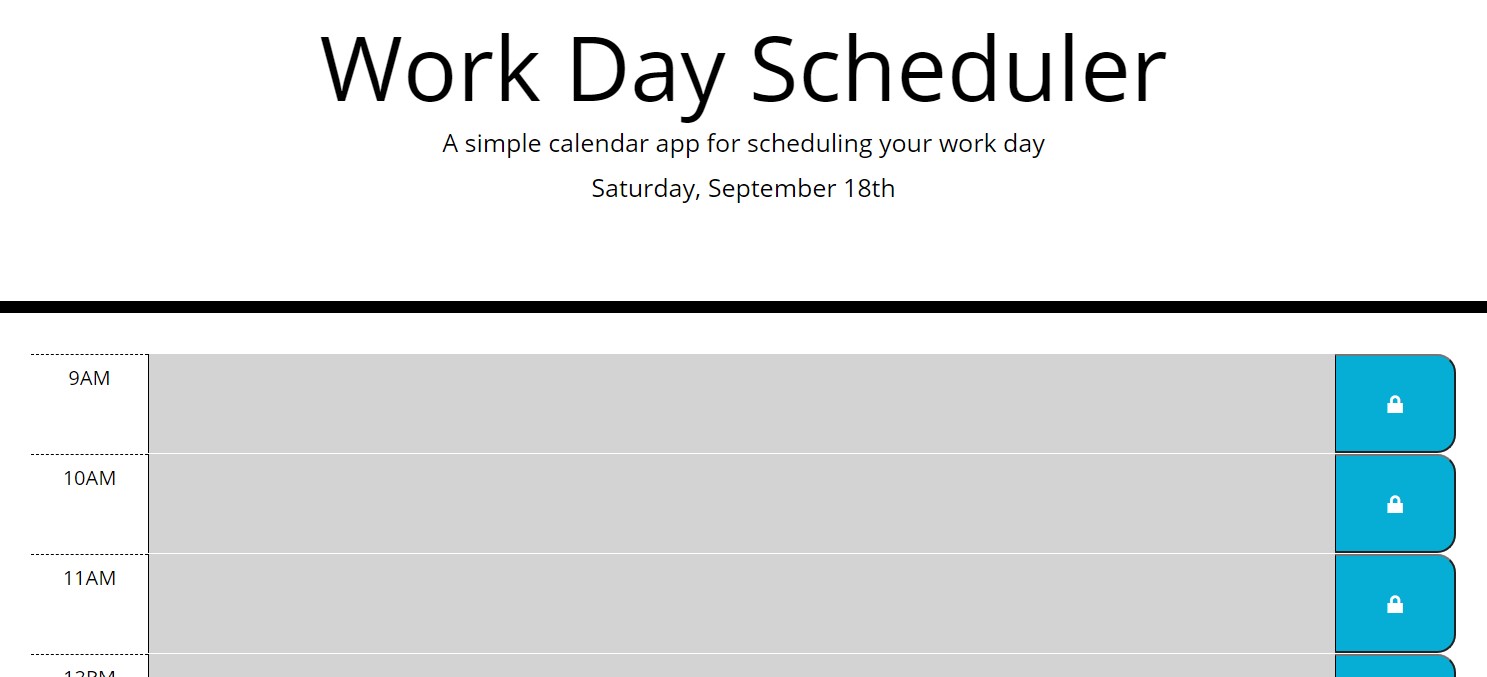 Work Day Scheduler
A simple calendar app for scheduling your work day
Saturday, September 18th
9AM
10AM
11AM
12PM